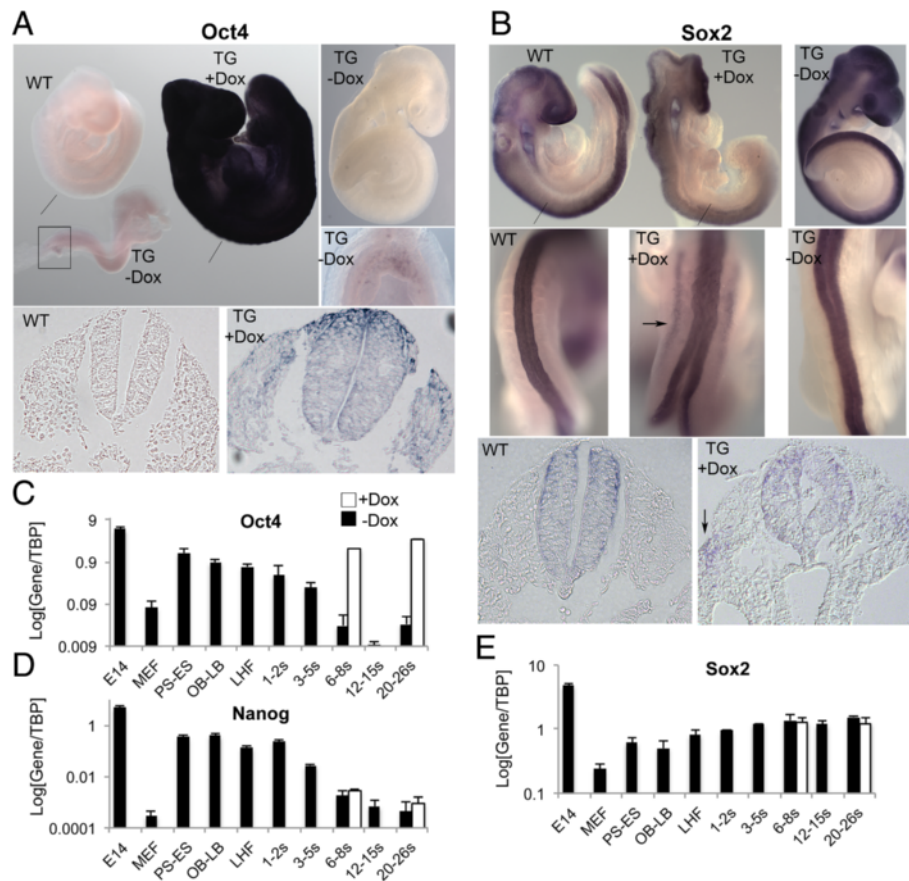 A
Oct4
WT
TG
+Dox
TG
-Dox
TG
-Dox
TG
-Dox
WT
TG
+Dox
B
Sox2
WT
TG
+Dox
TG
-Dox
WT
TG
+Dox
TG
-Dox
WT
TG
+Dox
C
Oct4
+Dox
-Dox
Log[Gene/TBP]
9
0.9
0.09
0.009
E14
MEF
PS-ES
OB-LB
LHF
1-2s
3-5s
6-8s
12-15s
20-26s
D
Nanog
Log[Gene/TBP]
1
0.01
0.0001
E14
MEF
PS-ES
OB-LB
LHF
1-2s
3-5s
6-8s
12-15s
20-26s
E
Sox2
Log[Gene/TBP]
10
1
0.1
E14
MEF
PS-ES
OB-LB
LHF
1-2s
3-5s
6-8s
12-15s
20-26s